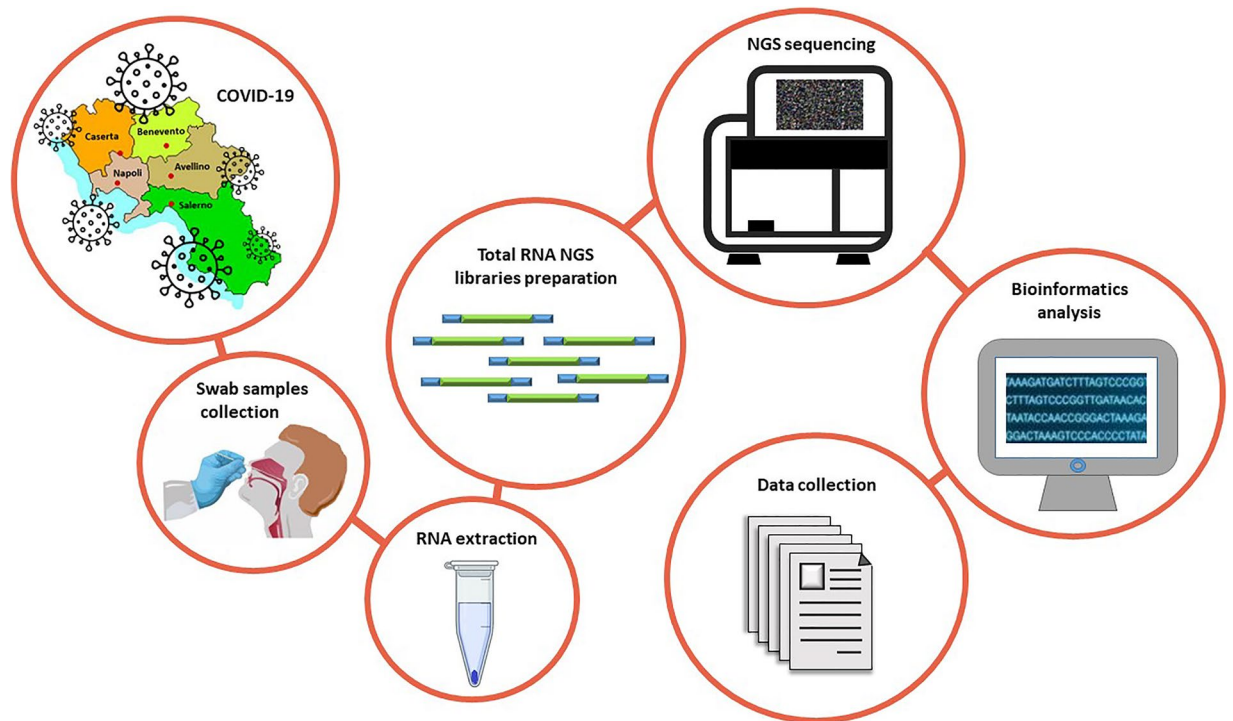 COVID-19
Caserta
Benevento
Napoli
Avellino
Salerno
Swab samples
collection
RNA extraction
Total RNA NGS
libraries preparation
NGS sequencing
Bioinformatics
analysis
TAAAGATGATCTTTAGTCCCGGT
CTTTAGTCCCGGTTGATAACAC
TAATACCAACCGGGACTAAAGA
GGACTAAAGTCCCACCCCTATA
Data collection